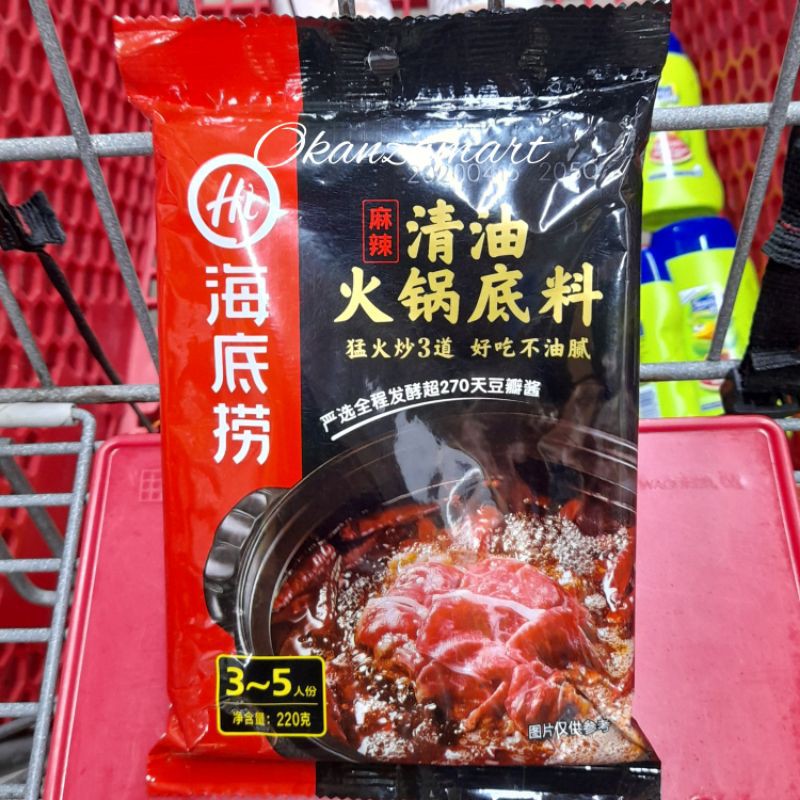 Okanzamart
Hi
海底捞
麻辣
清油
火锅底料
猛火炒3道 好吃不油腻
严选全程发酵超270天豆瓣酱
3~5人份
净含量：220克
图片仅供参考